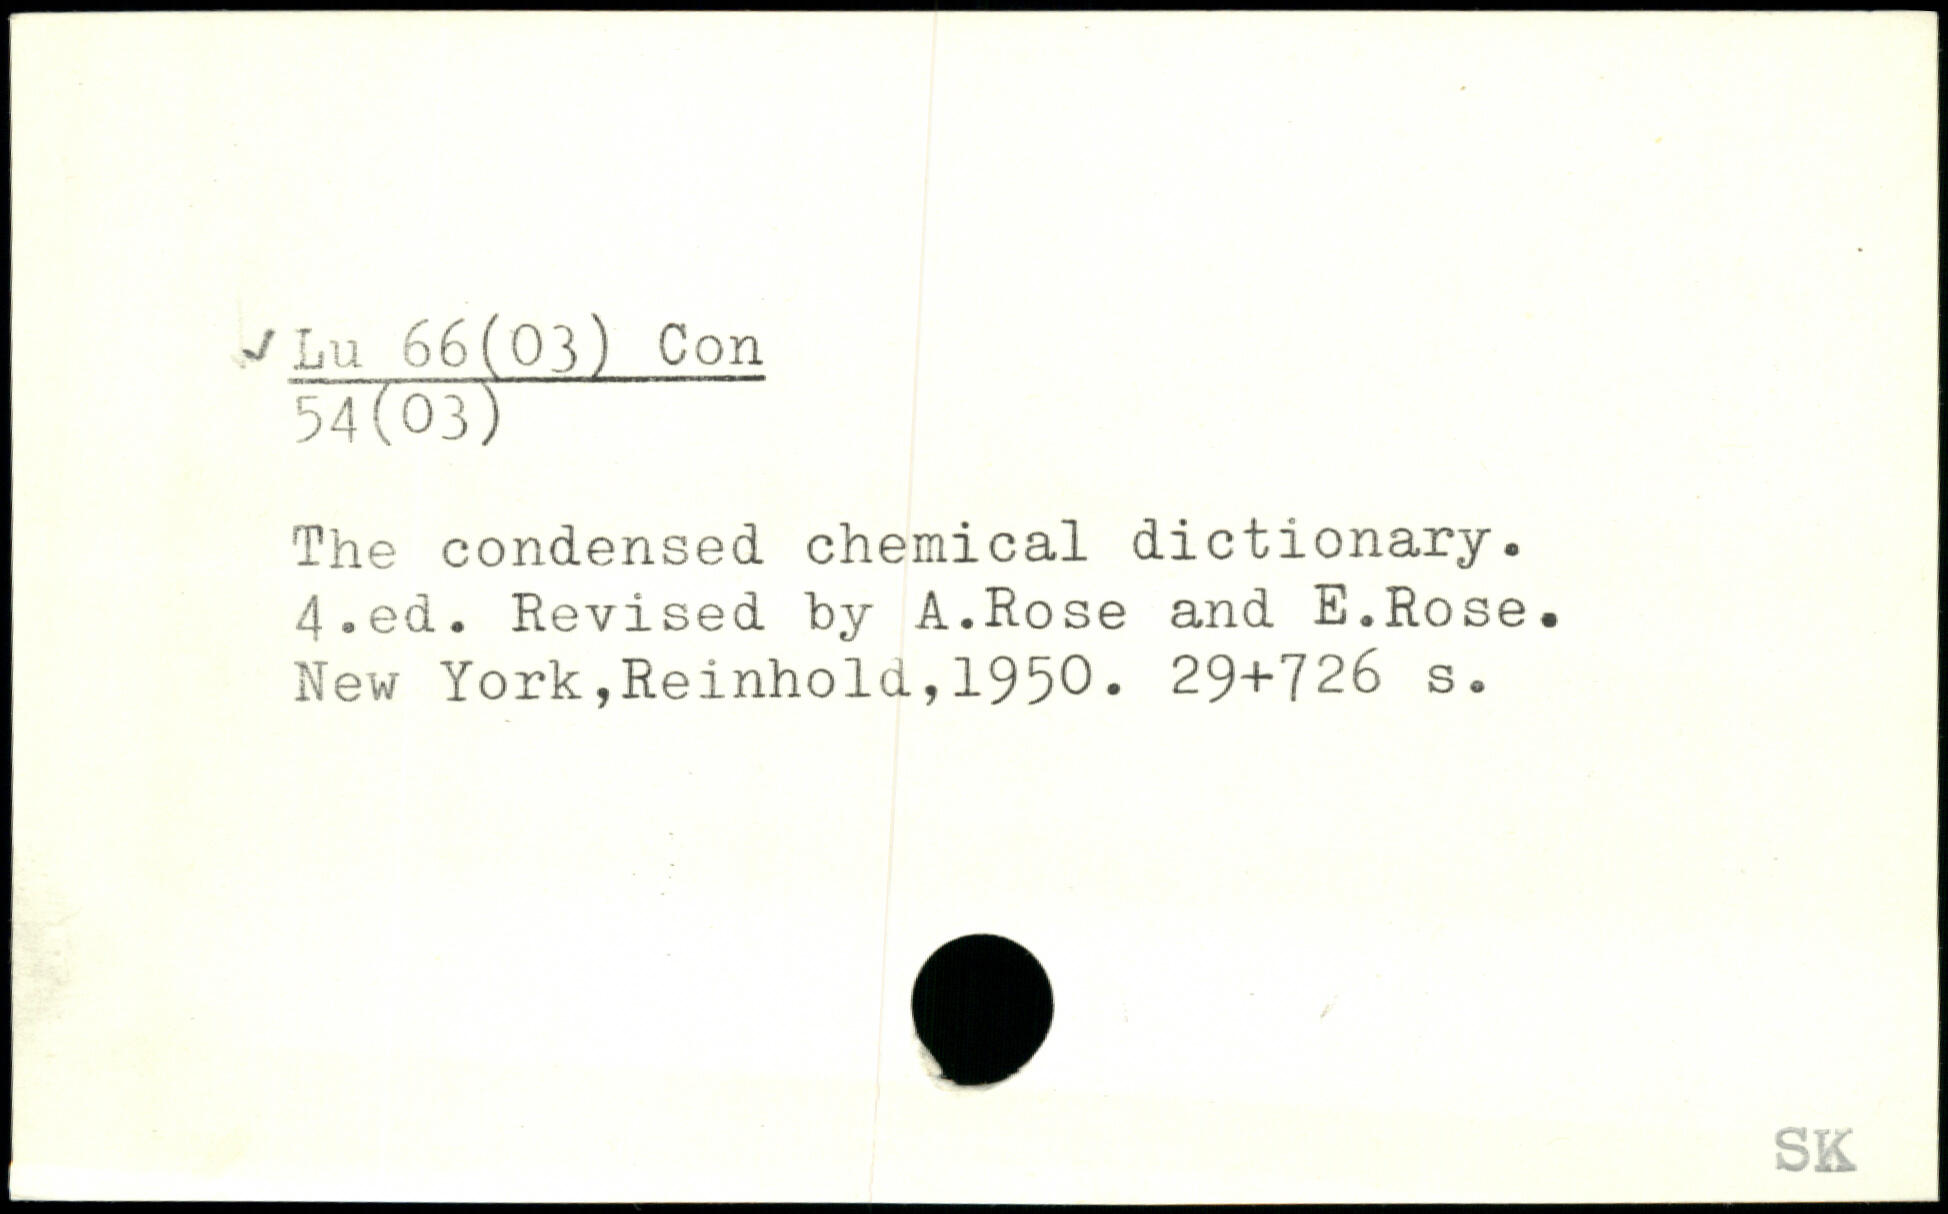 ✓ Lu 66(03) Con
54(03)
The condensed chemical dictionary.
4.ed. Revised by A.Rose and E.Rose.
New York,Reinhold,1950. 29+726 s.
SK